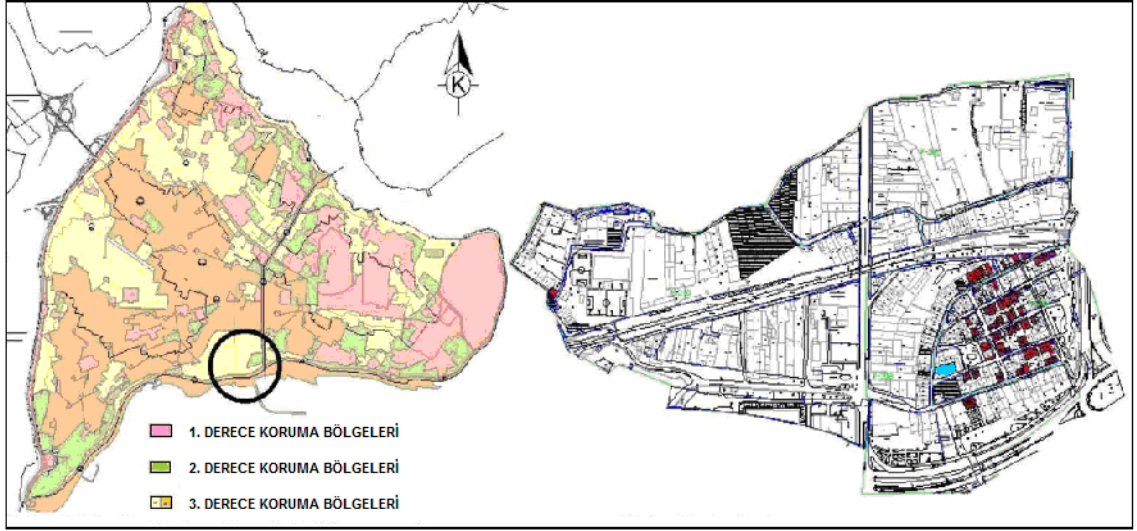 K
1. DERECE KORUMA BÖLGELERİ
2. DERECE KORUMA BÖLGELERİ
3. DERECE KORUMA BÖLGELERİ